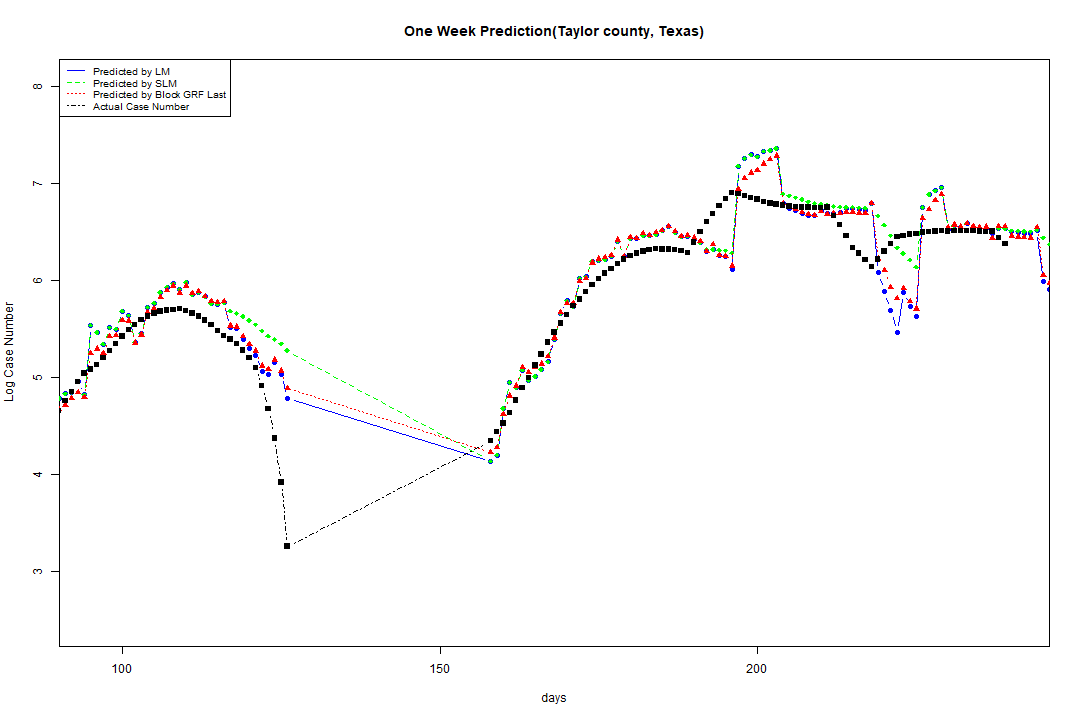 One Week Prediction(Taylor county, Texas)
Predicted by LM
Predicted by SLM
Predicted by Block GRF Last
Actual Case Number
8
7
6
5
4
3
Log Case Number
100 150 200
days